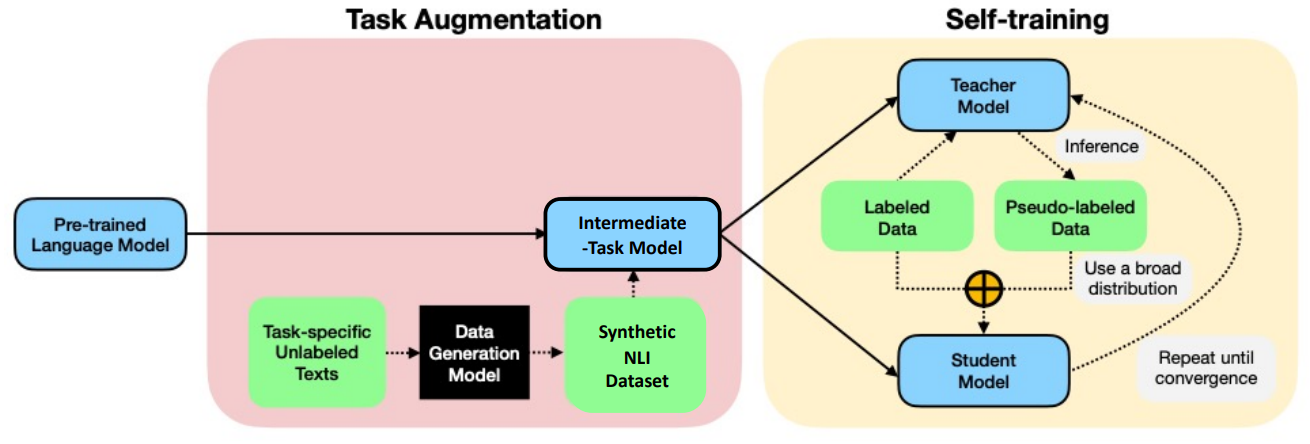 Task Augmentation
Self-training
Pre-trained
Language Model
Intermediate
-Task Model
Task-specific
Unlabeled
Texts
Data
Generation
Model
Synthetic
NLI
Dataset
Teacher
Model
Inference
Labeled
Data
Pseudo-labeled
Data
Use a broad
distribution
Student
Model
Repeat until
convergence